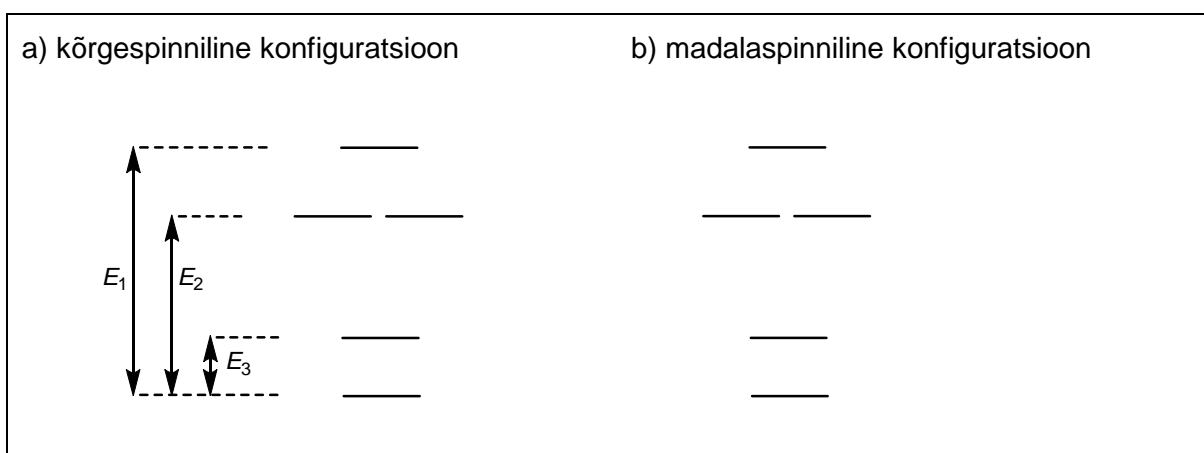 a) kõrgespinniline konfiguratsioon
b) madalaspinniline konfiguratsioon
E1
E2
E3